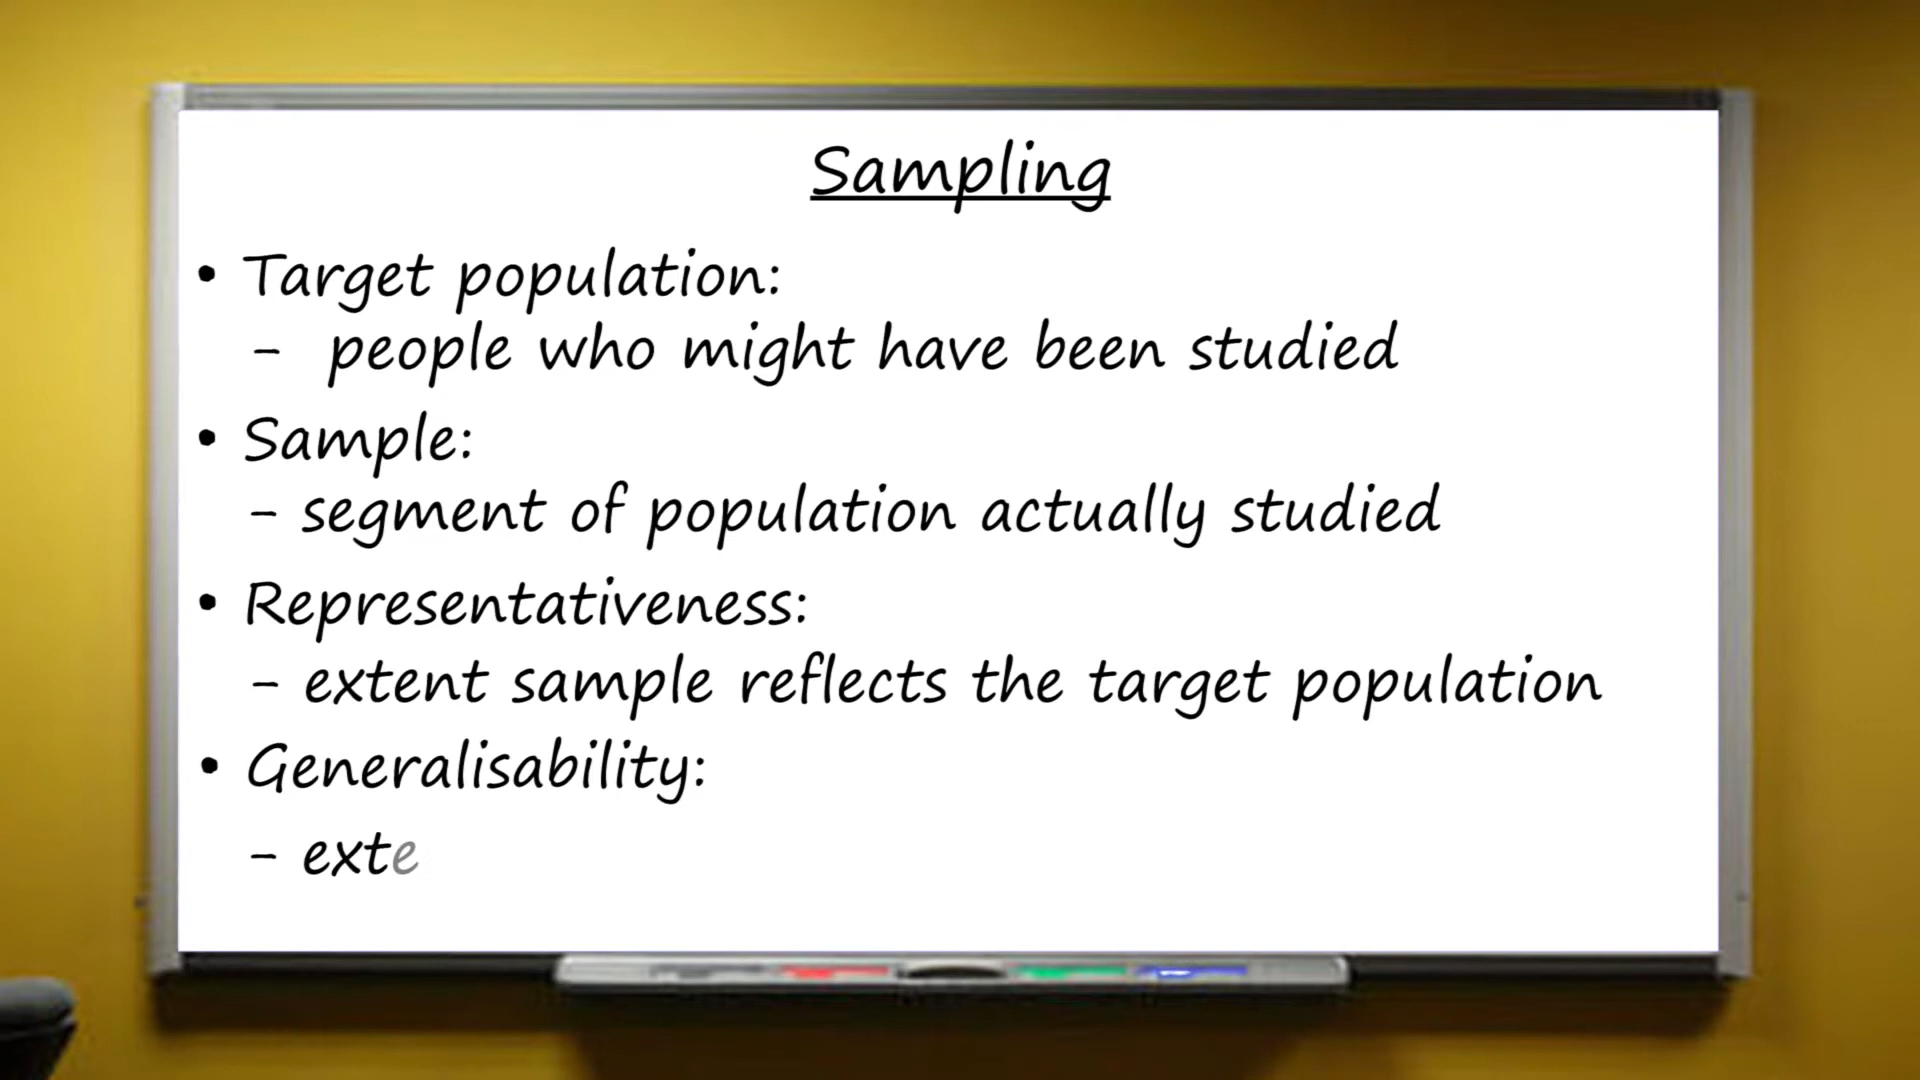 Sampling
• Target population:
- people who might have been studied
• Sample:
- segment of population actually studied
• Representativeness:
- extent sample reflects the target population
• Generalisability:
- exte